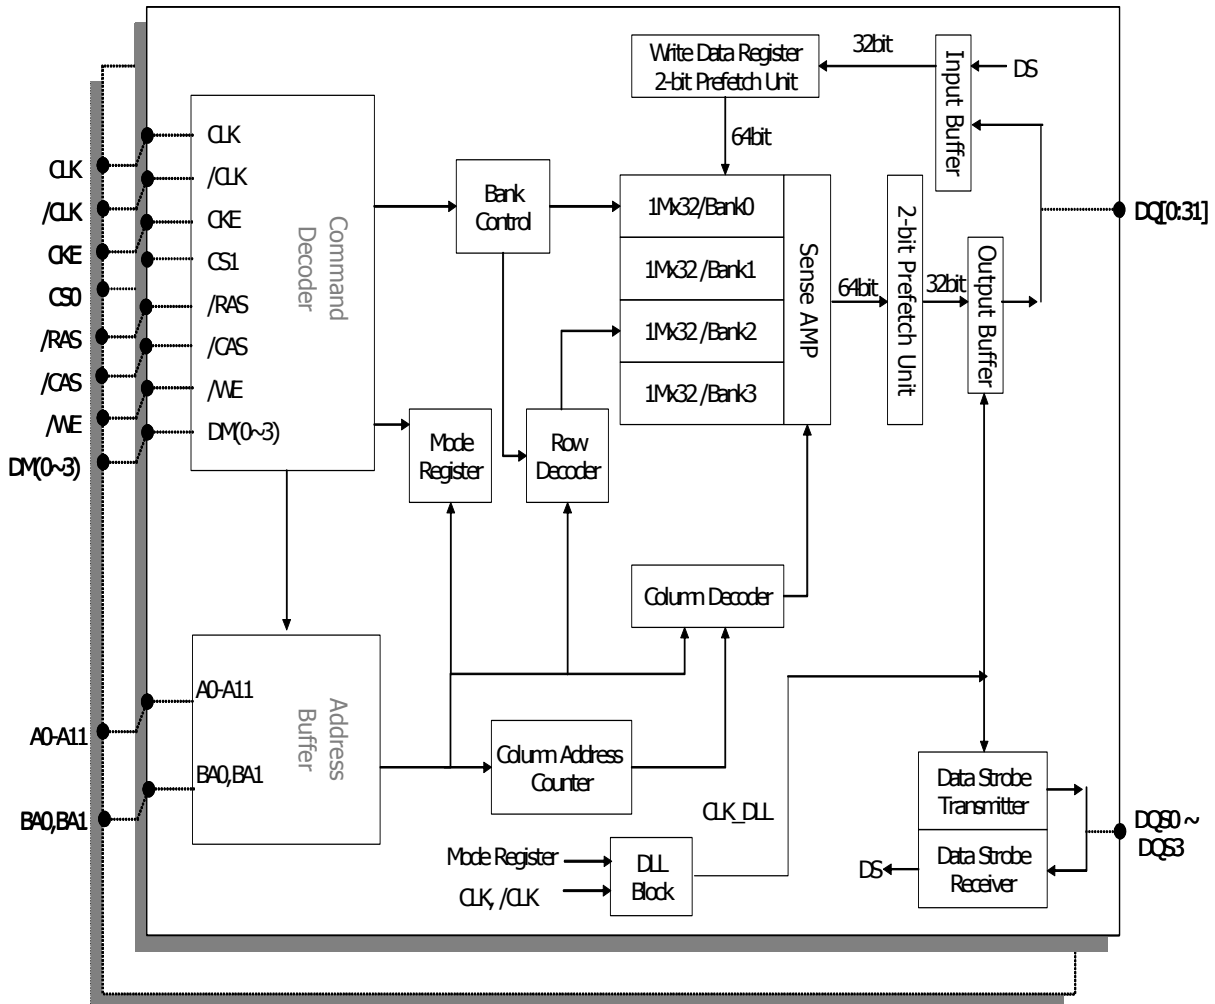 Write Data Register
2-bit Prefetch Unit
32bit
Input Buffer
DS
64bit
CLK
/CLK
CKE
CS1
/RAS
/CAS
/WE
DM(0~3)
Command
Decoder
CLK
/CLK
CKE
CS0
/RAS
/CAS
/WE
DM(0~3)
Bank
Control
1Mx32/Bank0
1Mx32 /Bank1
1Mx32 /Bank2
1Mx32 /Bank3
Sense AMP
64bit
2-bit Prefetch Unit
32bit
Output Buffer
DQ[0:31]
Mode
Register
Row
Decoder
Column Decoder
A0-A11
BA0,BA1
Address
Buffer
A0-A11
BA0,BA1
Column Address
Counter
CLK_DLL
Mode Register
CLK, /CLK
DLL
Block
Data Strobe
Transmitter
Data Strobe
Receiver
DS
DQS0 ~
DQS3